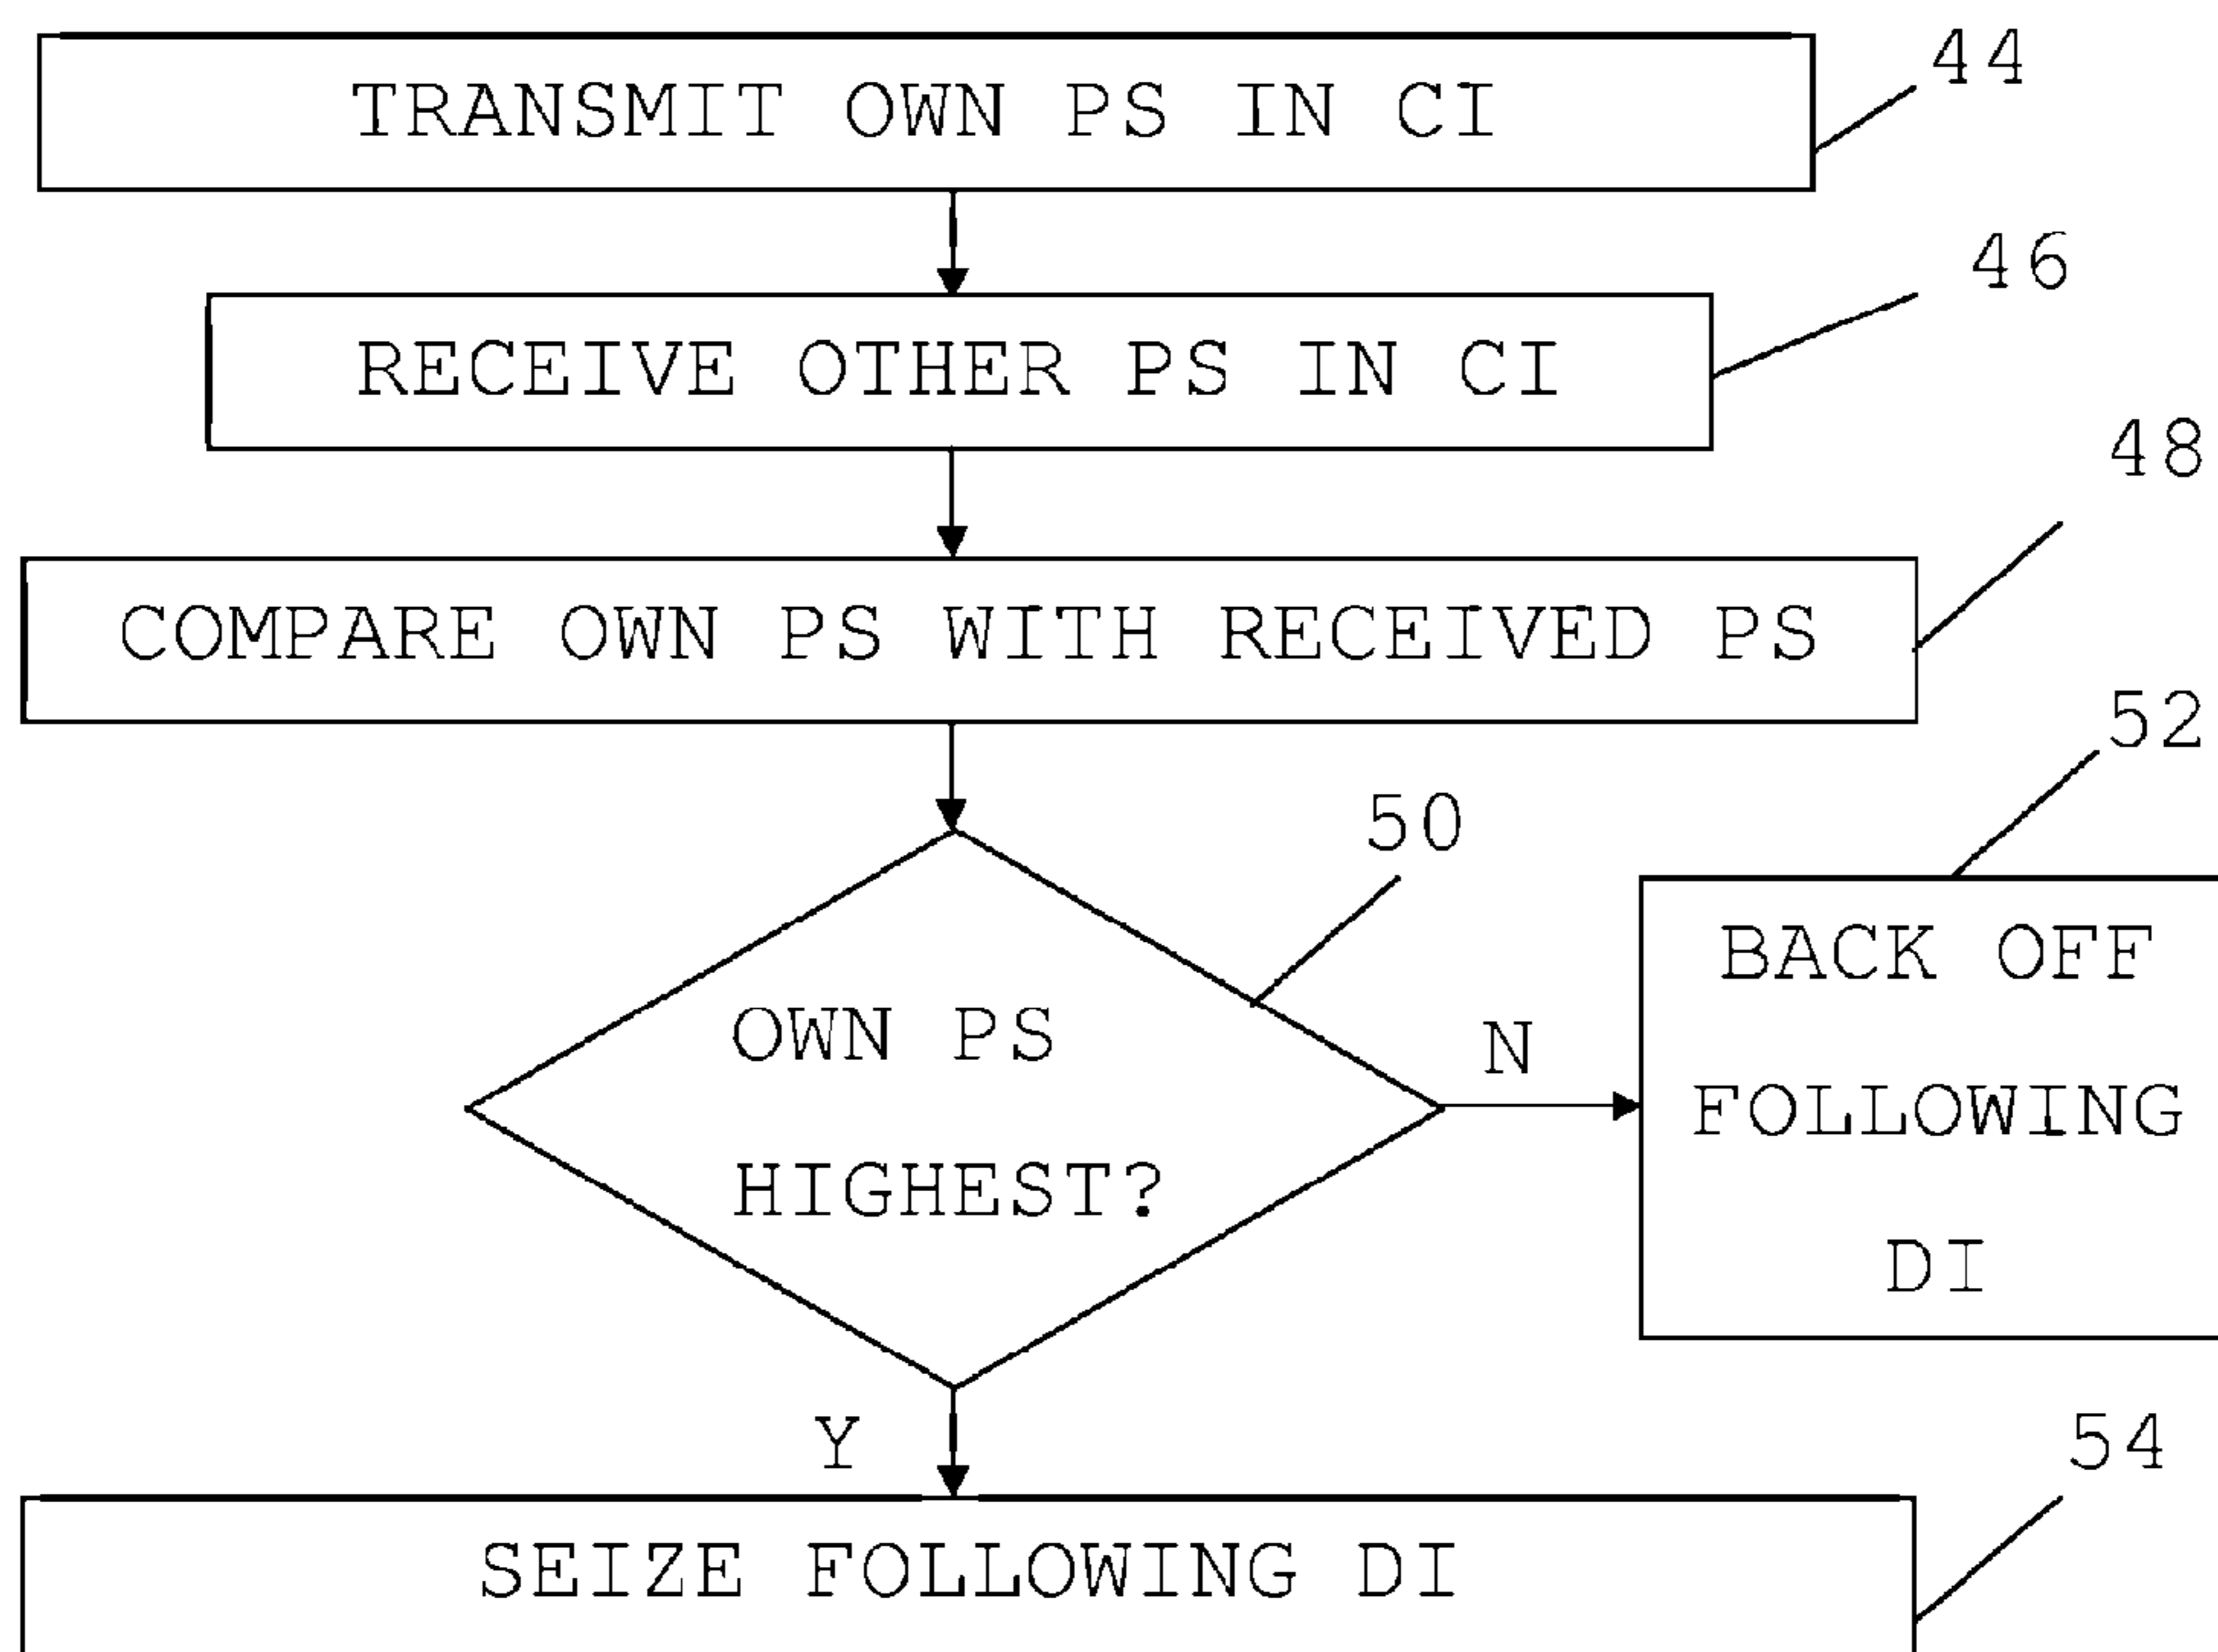 TRANSMIT OWN PS IN CI
44
RECEIVE OTHER PS IN CI
46
COMPARE OWN PS WITH RECEIVED PS
48
OWN PS
HIGHEST?
50
N
BACK OFF
FOLLOWING
DI
52
Y
SEIZE FOLLOWING DI
54